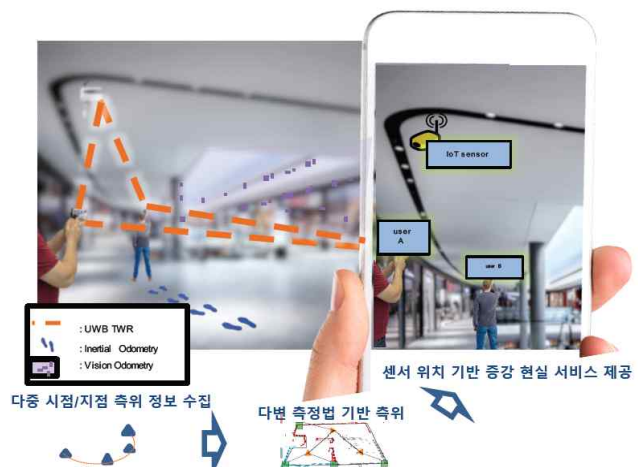 IoT sensor
user
A
user B
: UWB TWR
: Inertial Odometry
: Vision Odometry
센서 위치 기반 증강 현실 서비스 제공
다중 시점/지점 측위 정보 수집
다변 측정법 기반 측위